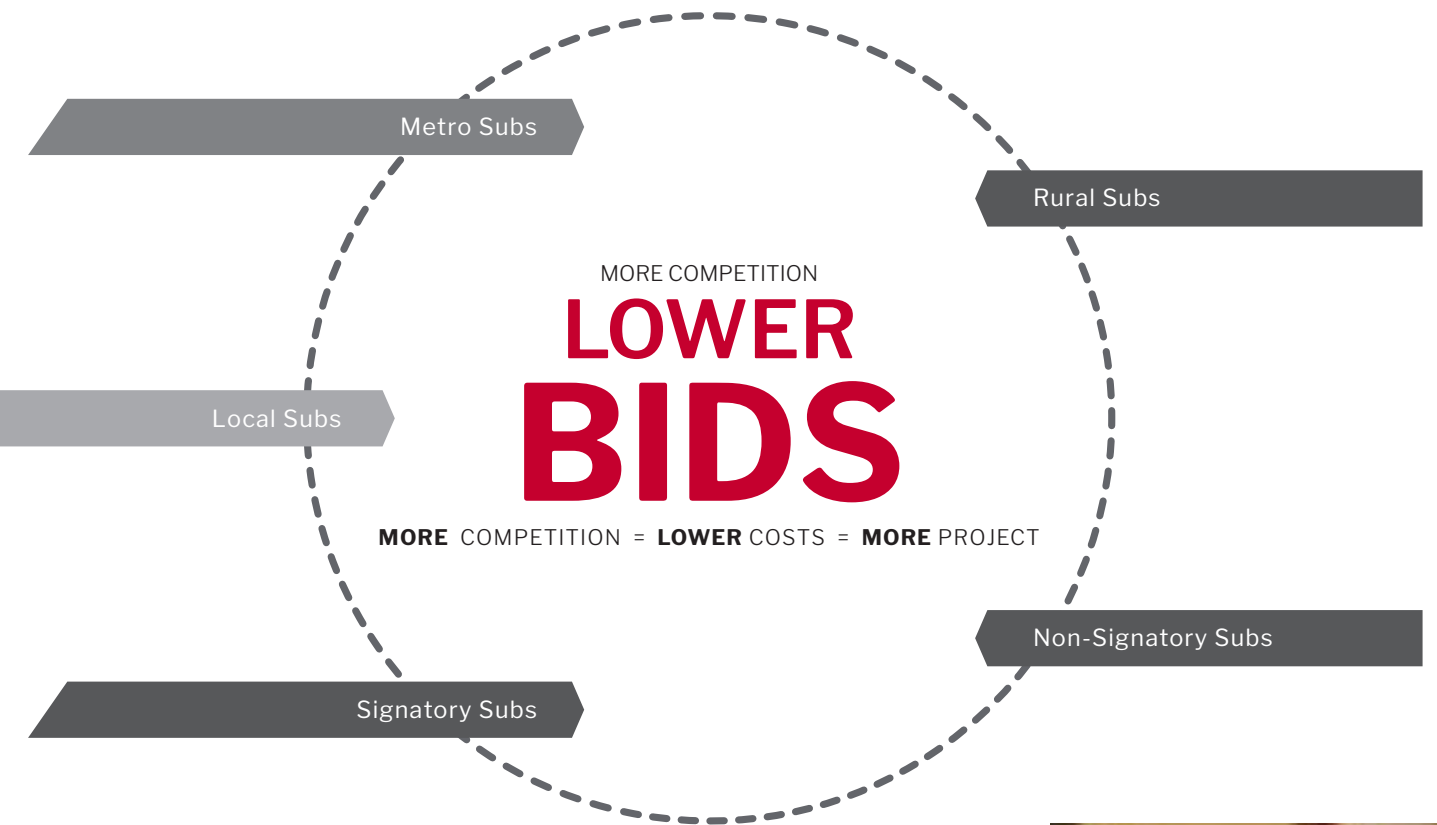 Metro Subs
Rural Subs
MORE COMPETITION
LOWER
BIDS
Local Subs
MORE COMPETITION = LOWER COSTS = MORE PROJECT
Non-Signatory Subs
Signatory Subs